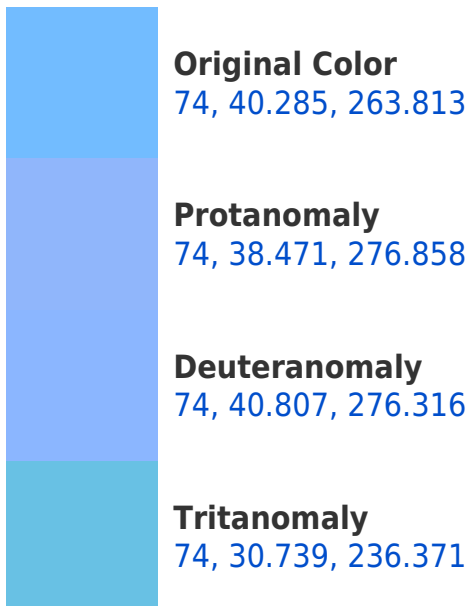 Original Color
74, 40.285, 263.813
Protanomaly
74, 38.471, 276.858
Deuteranomaly
74, 40.807, 276.316
Tritanomaly
74, 30.739, 236.371